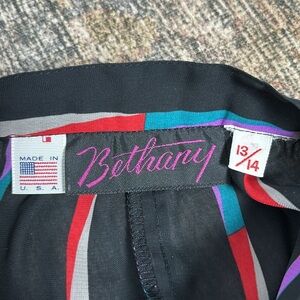 MADE IN
U. S. A.
Bethany
13/14